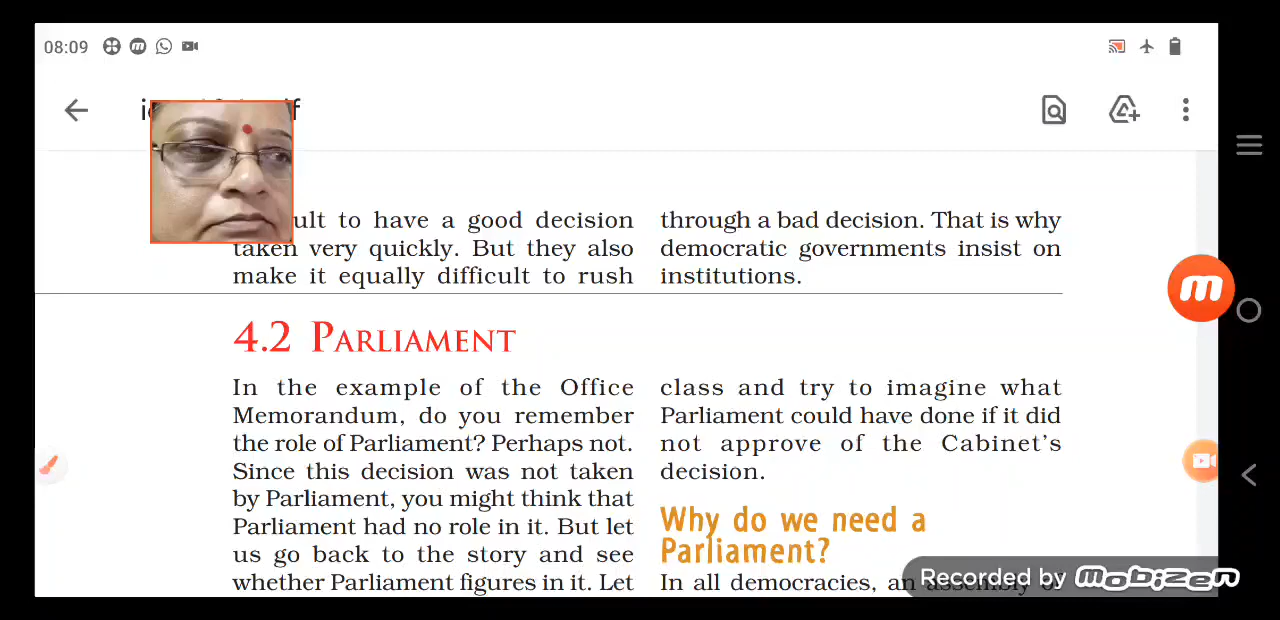 08:09
ult to have a good decision
taken very quickly. But they also
make it equally difficult to rush
through a bad decision. That is why
democratic governments insist on
institutions.
4.2 PARLIAMENT
In the example of the Office
Memorandum, do you remember
the role of Parliament? Perhaps not.
Since this decision was not taken
by Parliament, you might think that
Parliament had no role in it. But let
us go back to the story and see
whether Parliament figures in it. Let
class and try to imagine what
Parliament could have done if it did
not approve of the Cabinet's
decision.
Why do we need a
Parliament?
In all democracies, an assembly of
Recorded by mobizen